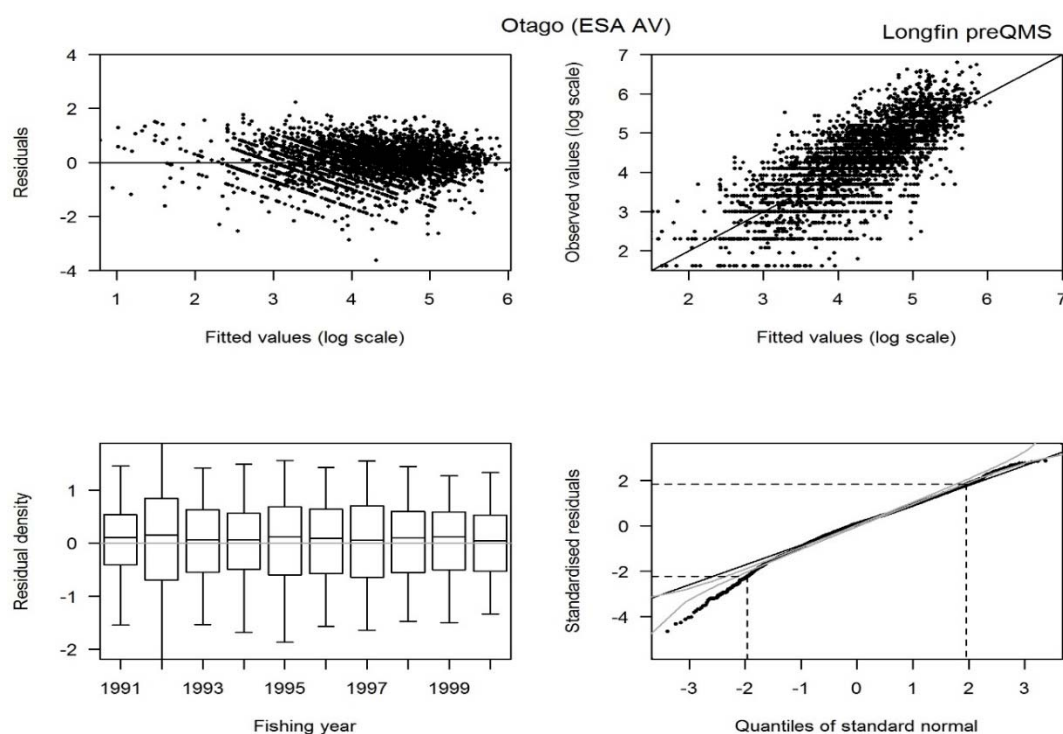 Otago (ESA AV)
Longfin preQMS
4
2
0
-2
-4
Residuals
1 2 3 4 5 6
Fitted values (log scale)
7
6
5
4
3
2
Observed values (log scale)
2 3 4 5 6 7
Fitted values (log scale)
1
0
-1
-2
Residual density
1991 1993 1995 1997 1999
Fishing year
2
0
-2
-4
Standardised residuals
-3 -2 -1 0 1 2 3
Quantiles of standard normal